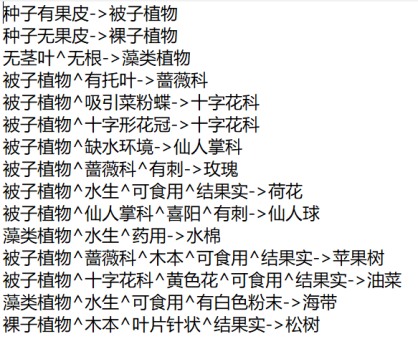 种子有果皮->被子植物
种子无果皮->裸子植物
无茎叶^无根->藻类植物
被子植物^有托叶->蔷薇科
被子植物^吸引菜粉蝶->十字花科
被子植物^十字形花冠->十字花科
被子植物^缺水环境->仙人掌科
被子植物^蔷薇科^有刺->玫瑰
被子植物^水生^可食用^结果实->荷花
被子植物^仙人掌科^喜阳^有刺->仙人球
藻类植物^水生^药用->水棉
被子植物^蔷薇科^木本^可食用^结果实->苹果树
被子植物^十字花科^黄色花^可食用^结果实->油菜
藻类植物^水生^可食用^有白色粉末->海带
裸子植物^木本^叶片针状^结果实->松树